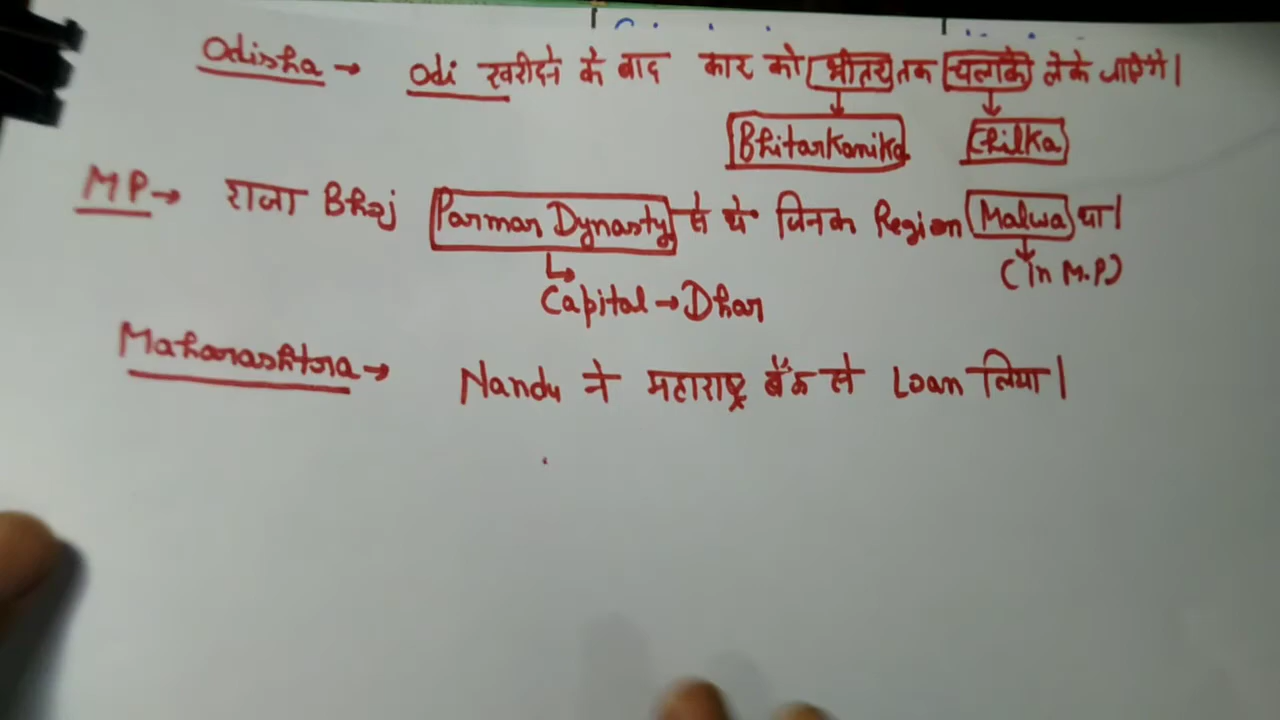 Odisha → Odi खरीदने के बाद कार को भीतर तक चलाके लेके जाऐंगे।
Bhitarkanika Chilka
MP → राजा Bhoj Parmar Dynasty से थे जिनका Region Malwa था।
(In M.P)
Capital → Dhar
Maharashtra → Nandu ने महाराष्ट्र बैंक से Loan लिया।